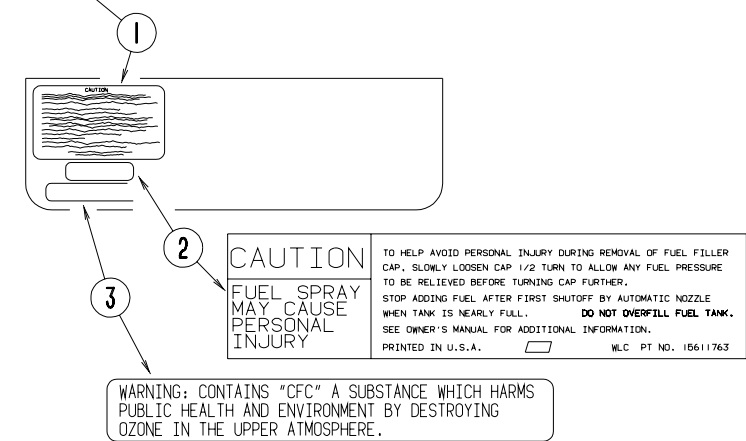 1
CAUTION
2
3
CAUTION
FUEL SPRAY
MAY CAUSE
PERSONAL
INJURY
TO HELP AVOID PERSONAL INJURY DURING REMOVAL OF FUEL FILLER
CAP, SLOWLY LOOSEN CAP 1/2 TURN TO ALLOW ANY FUEL PRESSURE
TO BE RELIEVED BEFORE TURNING CAP FURTHER.
STOP ADDING FUEL AFTER FIRST SHUTOFF BY AUTOMATIC NOZZLE
WHEN TANK IS NEARLY FULL. DO NOT OVERFILL FUEL TANK.
SEE OWNER'S MANUAL FOR ADDITIONAL INFORMATION.
PRINTED IN U.S.A. WLC PT NO. 15611763
WARNING: CONTAINS "CFC" A SUBSTANCE WHICH HARMS
PUBLIC HEALTH AND ENVIRONMENT BY DESTROYING
OZONE IN THE UPPER ATMOSPHERE.